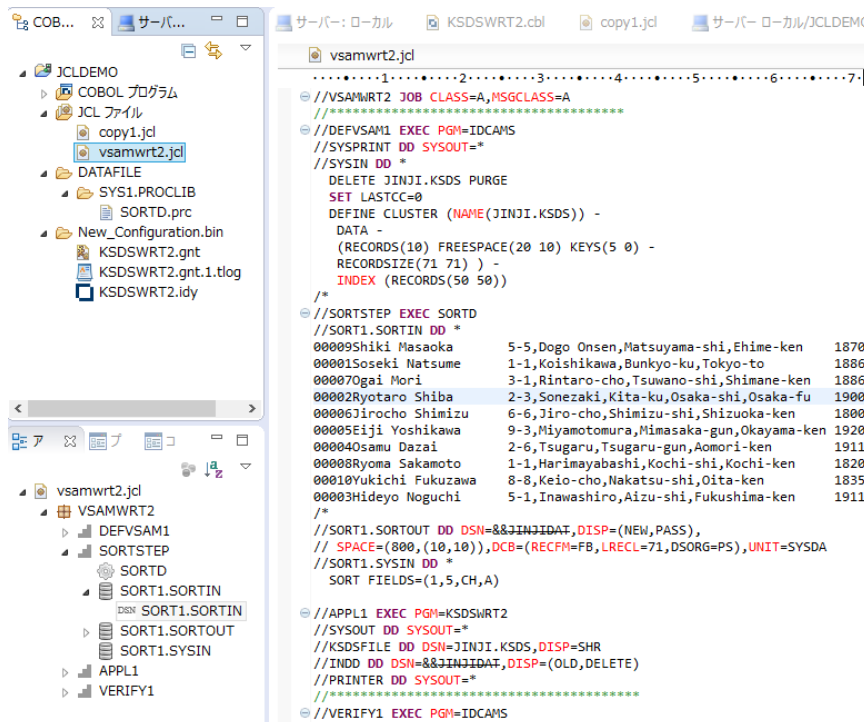 COB...
サーバ...
JCLDEMO
COBOL プログラム
JCL ファイル
copy1.jcl
vsamwrt2.jcl
DATAFILE
SYS1.PROCLIB
SORTD.prc
New_Configuration.bin
KSDSWRT2.gnt
KSDSWRT2.gnt.1.tlog
KSDSWRT2.idy
ア
プ
コ
vsamwrt2.jcl
VSAMWRT2
DEFVSAM1
SORTSTEP
SORTD
SORT1.SORTIN
DSN SORT1.SORTIN
SORT1.SORTOUT
SORT1.SYSIN
APPL1
VERIFY1
サーバー: ローカル
KSDSWRT2.cbl
copy1.jcl
サーバー ローカル/JCLDEMO
vsamwrt2.jcl
····•····1····•····2····•····3····•····4····•····5····•····6····•····7·
//VSAMWRT2 JOB CLASS=A,MSGCLASS=A
//**************************************
//DEFVSAM1 EXEC PGM=IDCAMS
//SYSPRINT DD SYSOUT=*
//SYSIN DD *
DELETE JINJI.KSDS PURGE
SET LASTCC=0
DEFINE CLUSTER (NAME(JINJI.KSDS)) -
DATA -
(RECORDS(10) FREESPACE(20 10) KEYS(5 0) -
RECORDSIZE(71 71) ) -
INDEX (RECORDS(50 50))
/*
//SORTSTEP EXEC SORTD
//SORT1.SORTIN DD *
00009Shiki Masaoka 5-5,Dogo Onsen,Matsuyama-shi,Ehime-ken 1870
00001Soseki Natsume 1-1,Koishikawa,Bunkyo-ku,Tokyo-to 1886
00007Ogai Mori 3-1,Rintaro-cho,Tsuwano-shi,Shimane-ken 1886
00002Ryotaro Shiba 2-3,Sonezaki,Kita-ku,Osaka-shi,Osaka-fu 1900
00006Jirocho Shimizu 6-6,Jiro-cho,Shimizu-shi,Shizuoka-ken 1800
00005Eiji Yoshikawa 9-3,Miyamotomura,Mimasaka-gun,Okayama-ken 1920
00004Osamu Dazai 2-6,Tsugaru,Tsugaru-gun,Aomori-ken 1911
00008Ryoma Sakamoto 1-1,Harimayabashi,Kochi-shi,Kochi-ken 1820
00010Yukichi Fukuzawa 8-8,Keio-cho,Nakatsu-shi,Oita-ken 1835
00003Hideyo Noguchi 5-1,Inawashiro,Aizu-shi,Fukushima-ken 1911
/*
//SORT1.SORTOUT DD DSN=&&JINJIDAT,DISP=(NEW,PASS),
// SPACE=(800,(10,10)),DCB=(RECFM=FB,LRECL=71,DSORG=PS),UNIT=SYSDA
//SORT1.SYSIN DD *
SORT FIELDS=(1,5,CH,A)
//APPL1 EXEC PGM=KSDSWRT2
//SYSOUT DD SYSOUT=*
//KSDSFILE DD DSN=JINJI.KSDS,DISP=SHR
//INDD DD DSN=&&JINJIDAT,DISP=(OLD,DELETE)
//PRINTER DD SYSOUT=*
//****************************************
//VERIFY1 EXEC PGM=IDCAMS